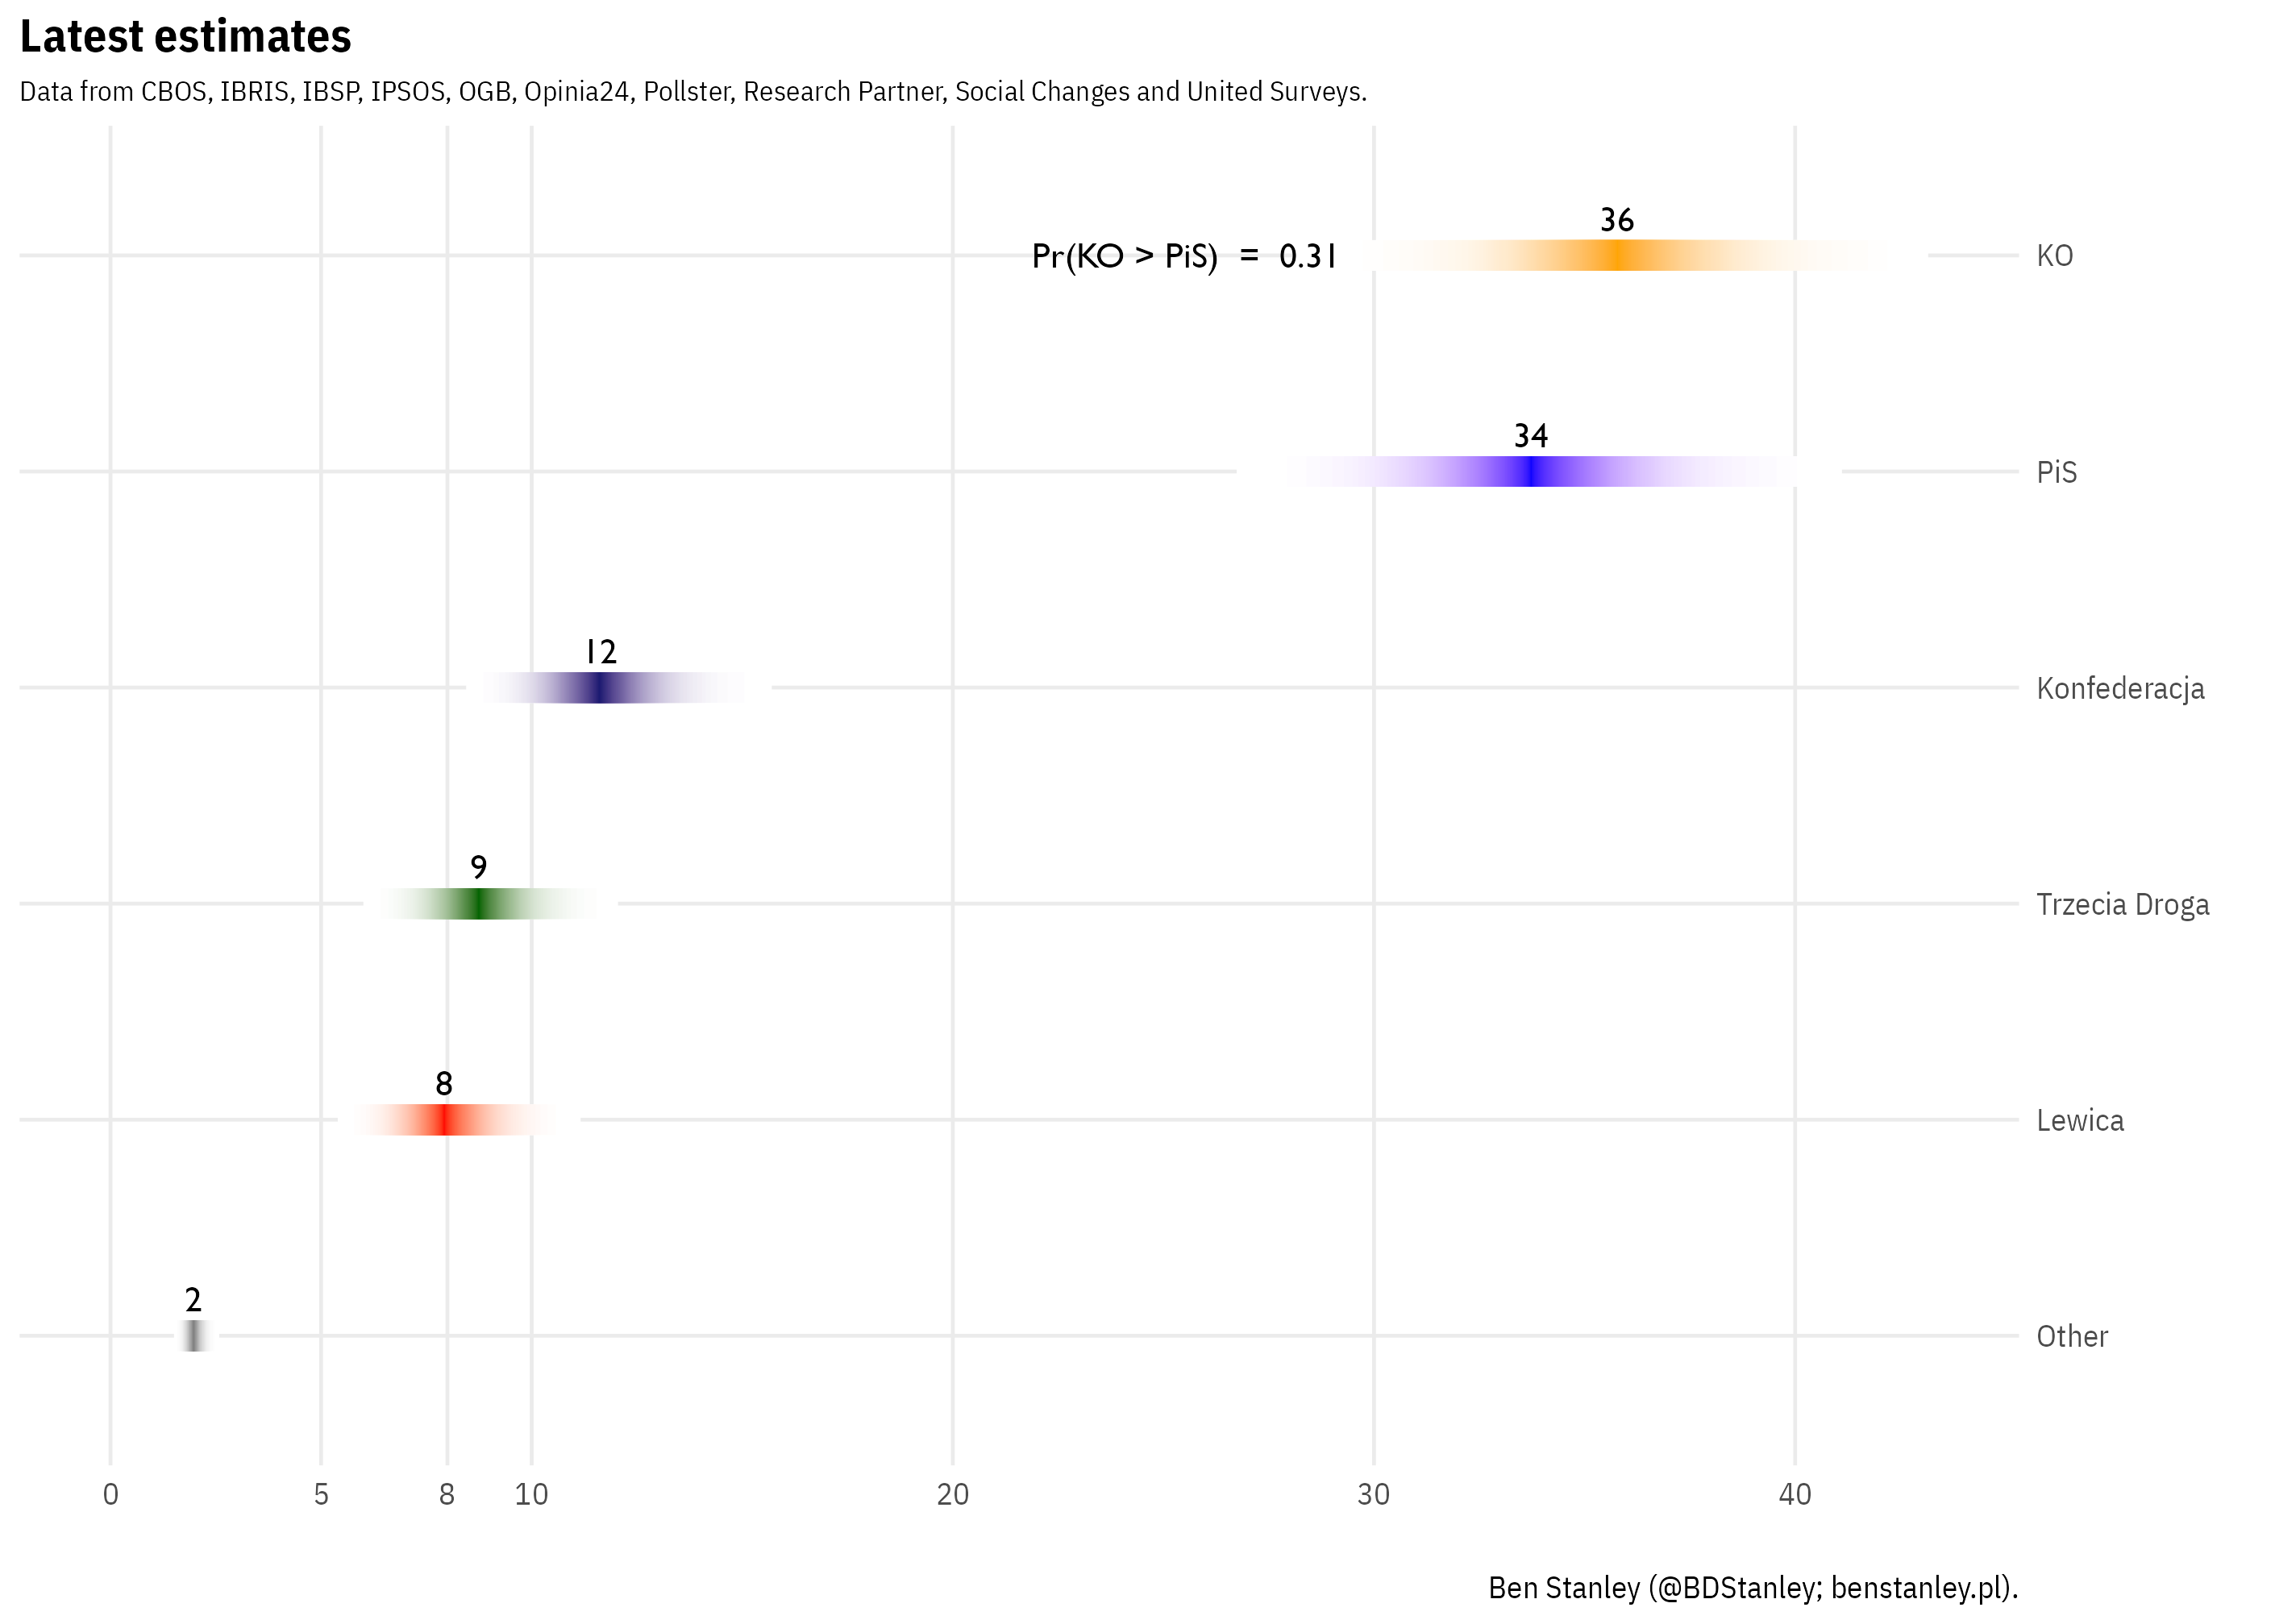 Latest estimates
Data from CBOS, IBRIS, IBSP, IPSOS, OGB, Opinia24, Pollster, Research Partner, Social Changes and United Surveys.
36
Pr(KO > PiS) = 0.31
KO
34
PiS
12
Konfederacja
9
Trzecia Droga
8
Lewica
2
Other
0 5 8 10 20 30 40
Ben Stanley (@BDStanley; benstanley.pl).